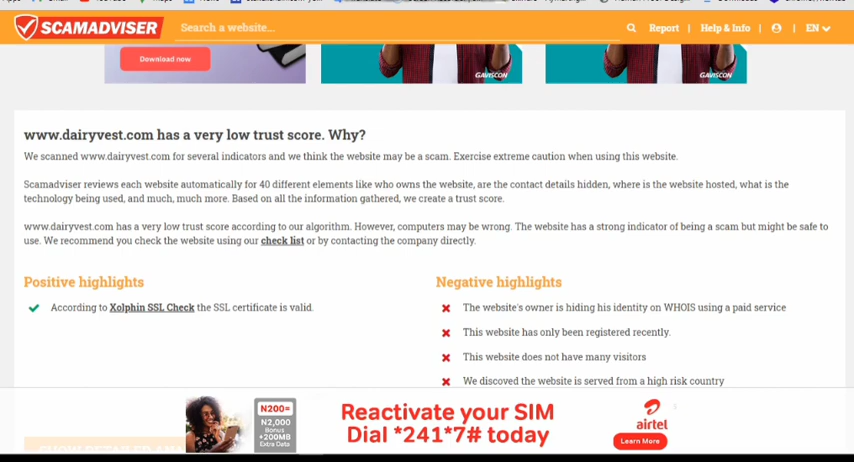 SCAMADVISER
Search a website...
Report | Help & Info | | EN
Download now
GAVISCON
GAVISCON
www.dairyvest.com has a very low trust score. Why?
We scanned www.dairyvest.com for several indicators and we think the website may be a scam. Exercise extreme caution when using this website.
Scamadviser reviews each website automatically for 40 different elements like who owns the website, are the contact details hidden, where is the website hosted, what is the
technology being used, and much, much more. Based on all the information gathered, we create a trust score.
www.dairyvest.com has a very low trust score according to our algorithm. However, computers may be wrong. The website has a strong indicator of being a scam but might be safe to
use. We recommend you check the website using our check list or by contacting the company directly.
Positive highlights
According to Xolphin SSL Check the SSL certificate is valid.
Negative highlights
The website's owner is hiding his identity on WHOIS using a paid service
This website has only been registered recently.
This website does not have many visitors
We discovered the website is served from a high risk country
N200=
N2,000
Bonus
+200MB
Extra Data
Reactivate your SIM
Dial *241*7# today
airtel
Learn More